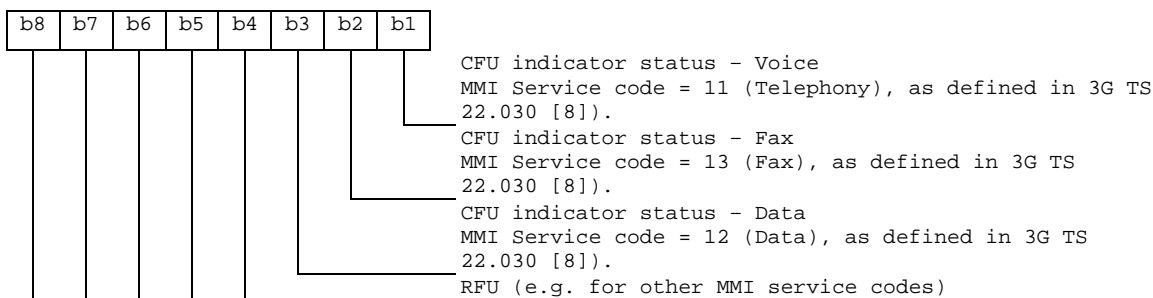 b8 b7 b6 b5 b4 b3 b2 b1
CFU indicator status – Voice
MMI Service code = 11 (Telephony), as defined in 3G TS
22.030 [8]).
CFU indicator status – Fax
MMI Service code = 13 (Fax), as defined in 3G TS
22.030 [8]).
CFU indicator status – Data
MMI Service code = 12 (Data), as defined in 3G TS
22.030 [8]).
RFU (e.g. for other MMI service codes)